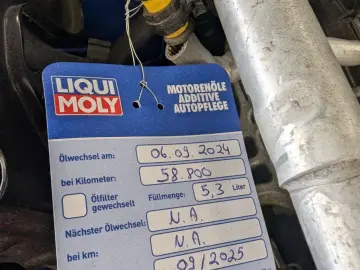 LIQUI
MOLY
MOTORENÖLE
ADDITIVE
AUTOPFLEGE
Ölwechsel am: 06.09.2024
bei Kilometer: 58.800
Ölfilter gewechselt Füllmenge: 5,3 Liter
Nächster Ölwechsel: N.A.
N.A.
bei km: 09/2025